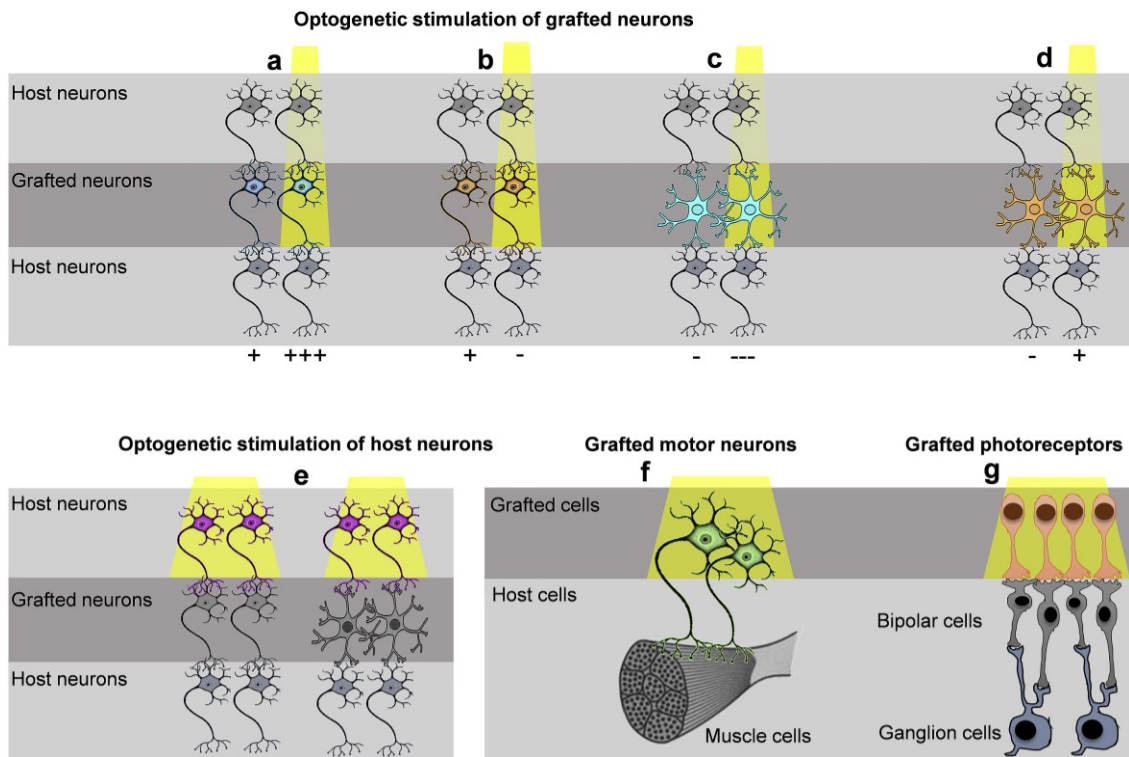 Optogenetic stimulation of grafted neurons
a b c d
Host neurons
Grafted neurons
Host neurons
+ +++ + - - --- - +
Optogenetic stimulation of host neurons
e
Host neurons
Grafted neurons
Host neurons
Grafted motor neurons
f
Grafted cells
Host cells
Muscle cells
Grafted photoreceptors
g
Bipolar cells
Ganglion cells